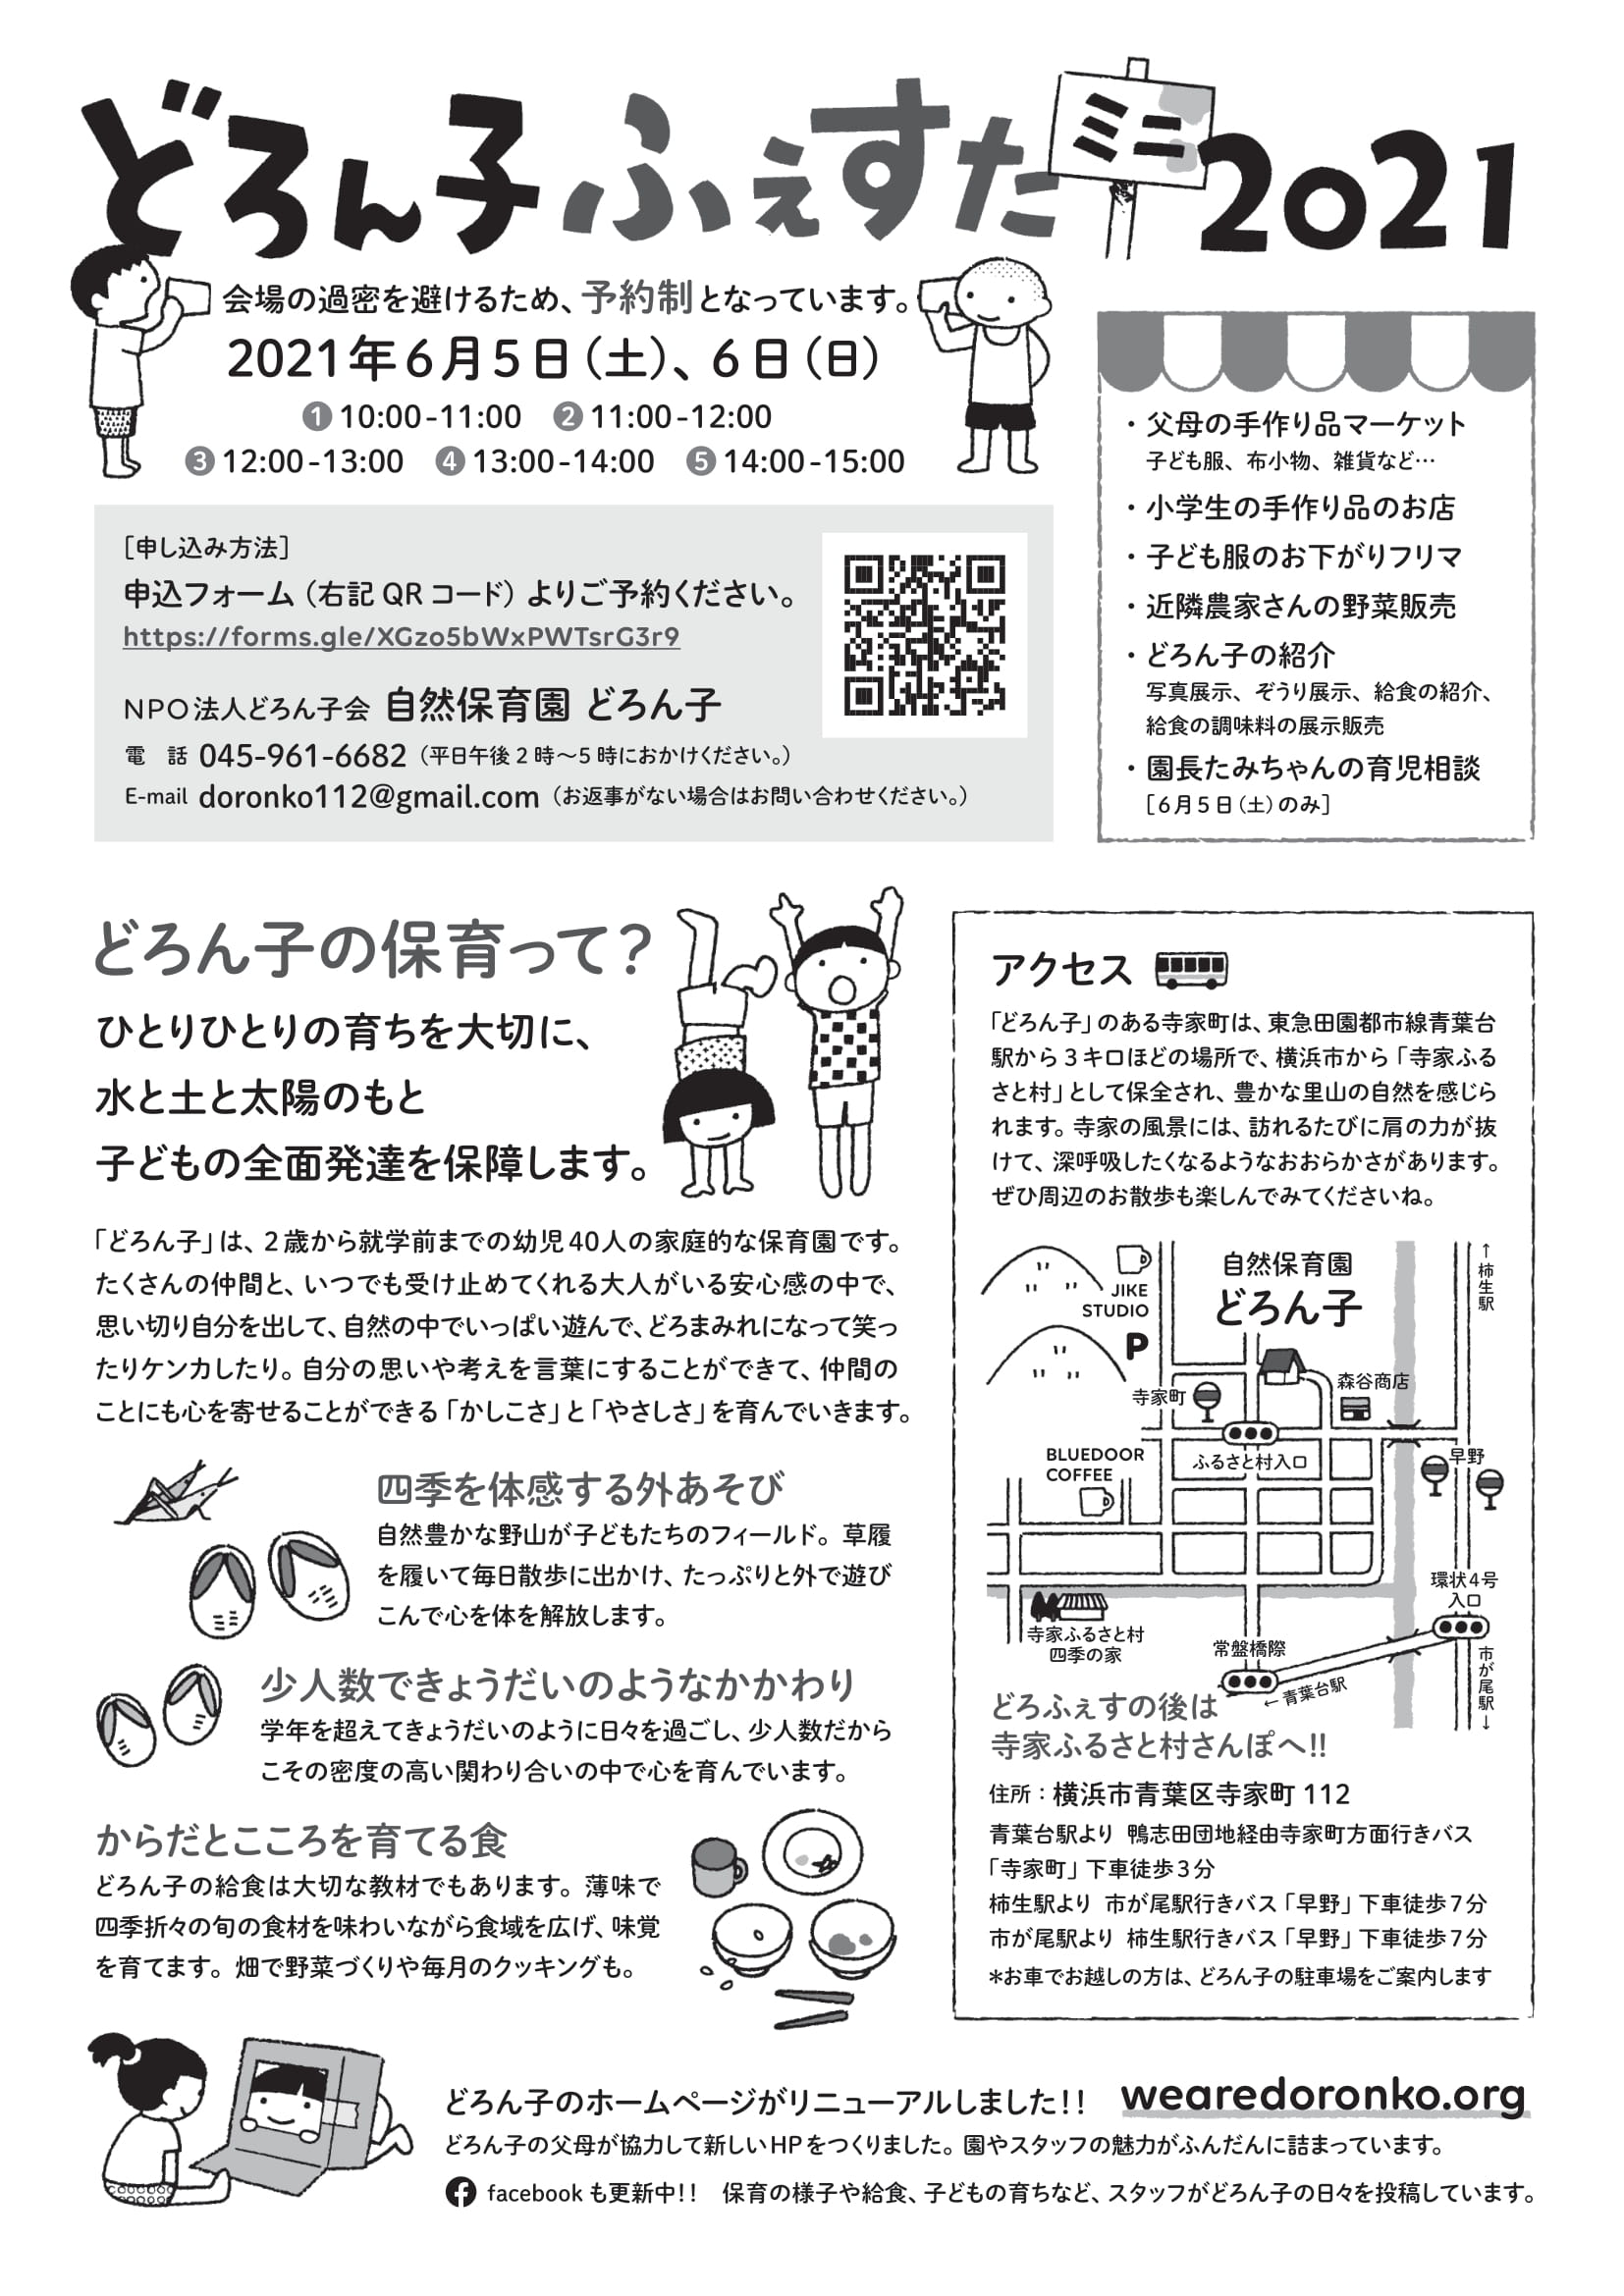 どろん子ふぇすた ミニ 2021
会場の過密を避けるため、予約制となっています。
2021年6月5日（土）、6日（日）
❶10:00-11:00 ❷11:00-12:00
❸12:00-13:00 ❹13:00-14:00 ❺14:00-15:00
［申し込み方法］
申込フォーム（右記QRコード）よりご予約ください。
https://forms.gle/XGzo5bWxPWTsrG3r9
NPO法人どろん子会 自然保育園 どろん子
電 話 045-961-6682（平日午後2時〜5時におかけください。）
E-mail doronko112@gmail.com（お返事がない場合はお問い合わせください。）
・父母の手作り品マーケット
子ども服、布小物、雑貨など…
・小学生の手作り品のお店
・子ども服のお下がりフリマ
・近隣農家さんの野菜販売
・どろん子の紹介
写真展示、ぞうり展示、給食の紹介、
給食の調味料の展示販売
・園長たみちゃんの育児相談
［6月5日（土）のみ］
どろん子の保育って？
ひとりひとりの育ちを大切に、
水と土と太陽のもと
子どもの全面発達を保障します。
「どろん子」は、2歳から就学前までの幼児40人の家庭的な保育園です。
たくさんの仲間と、いつでも受け止めてくれる大人がいる安心感の中で、
思い切り自分を出して、自然の中でいっぱい遊んで、どろまみれになって笑っ
たりケンカしたり。自分の思いや考えを言葉にすることができて、仲間の
ことにも心を寄せることができる「かしこさ」と「やさしさ」を育んでいきます。
四季を体感する外あそび
自然豊かな野山が子どもたちのフィールド。草履
を履いて毎日散歩に出かけ、たっぷりと外で遊び
こんで心を体を解放します。
少人数できょうだいのようなかかわり
学年を超えてきょうだいのように日々を過ごし、少人数だから
こその密度の高い関わり合いの中で心を育んでいます。
からだとこころを育てる食
どろん子の給食は大切な教材でもあります。薄味で
四季折々の旬の食材を味わいながら食域を広げ、味覚
を育てます。畑で野菜づくりや毎月のクッキングも。
アクセス
「どろん子」のある寺家町は、東急田園都市線青葉台
駅から3キロほどの場所で、横浜市から「寺家ふる
さと村」として保全され、豊かな里山の自然を感じら
れます。寺家の風景には、訪れるたびに肩の力が抜
けて、深呼吸したくなるようなおおらかさがあります。
ぜひ周辺のお散歩も楽しんでみてくださいね。
JIKE
STUDIO
P
自然保育園
どろん子
↑柿生駅
寺家町
森谷商店
ふるさと村入口
BLUEDOOR
COFFEE
早野
環状4号
入口
寺家ふるさと村
四季の家
常盤橋際
←青葉台駅
市が尾駅↓
どろふぇすの後は
寺家ふるさと村さんぽへ!!
住所：横浜市青葉区寺家町112
青葉台駅より 鴨志田団地経由寺家町方面行きバス
「寺家町」下車徒歩3分
柿生駅より 市が尾駅行きバス「早野」下車徒歩7分
市が尾駅より 柿生駅行きバス「早野」下車徒歩7分
*お車でお越しの方は、どろん子の駐車場をご案内します
どろん子のホームページがリニューアルしました!! wearedoronko.org
どろん子の父母が協力して新しいHPをつくりました。園やスタッフの魅力がふんだんに詰まっています。
facebookも更新中!! 保育の様子や給食、子どもの育ちなど、スタッフがどろん子の日々を投稿しています。